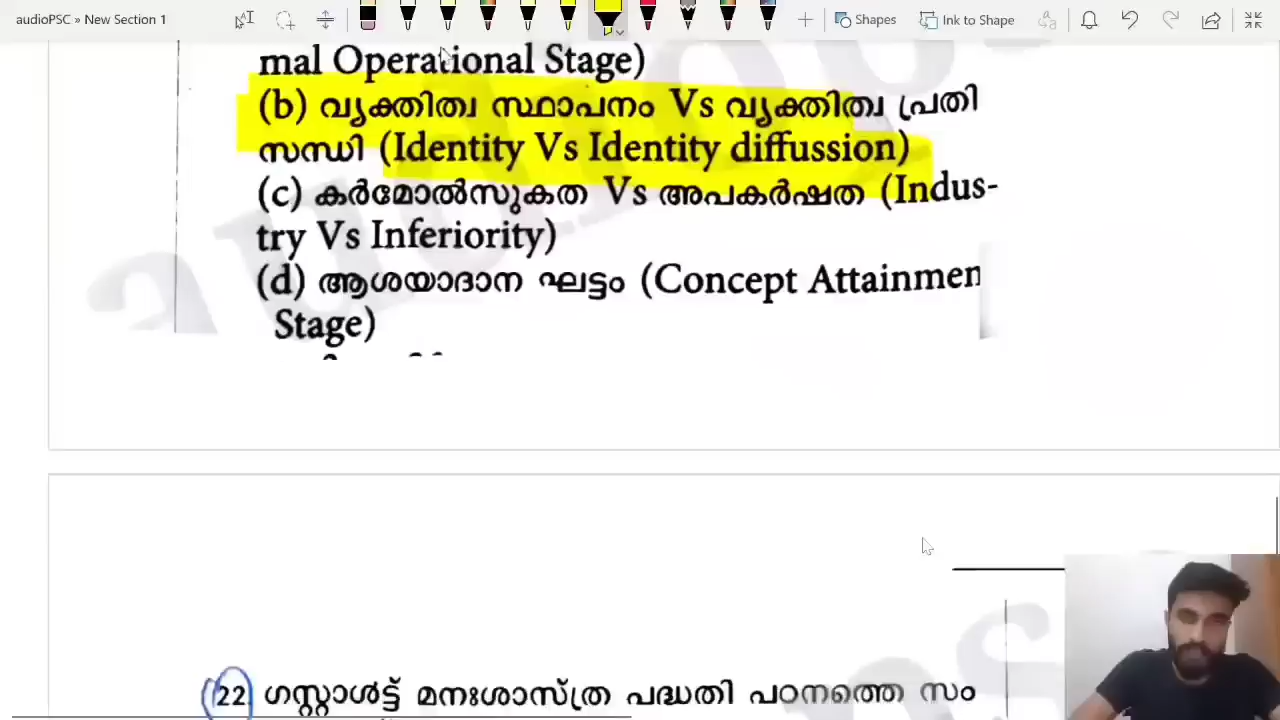 audioPSC » New Section 1
Shapes
Ink to Shape
mal Operational Stage)
(b) വ്യക്തിത്വ സ്ഥാപനം Vs വ്യക്തിത്വ പ്രതി
സന്ധി (Identity Vs Identity diffussion)
(c) കർമോൽസുകത Vs അപകർഷത (Indus-
try Vs Inferiority)
(d) ആശയാദാന ഘട്ടം (Concept Attainmen
Stage)
22 ഗസ്റ്റാൾട്ട് മനഃശാസ്ത്ര പദ്ധതി പഠനത്തെ സം